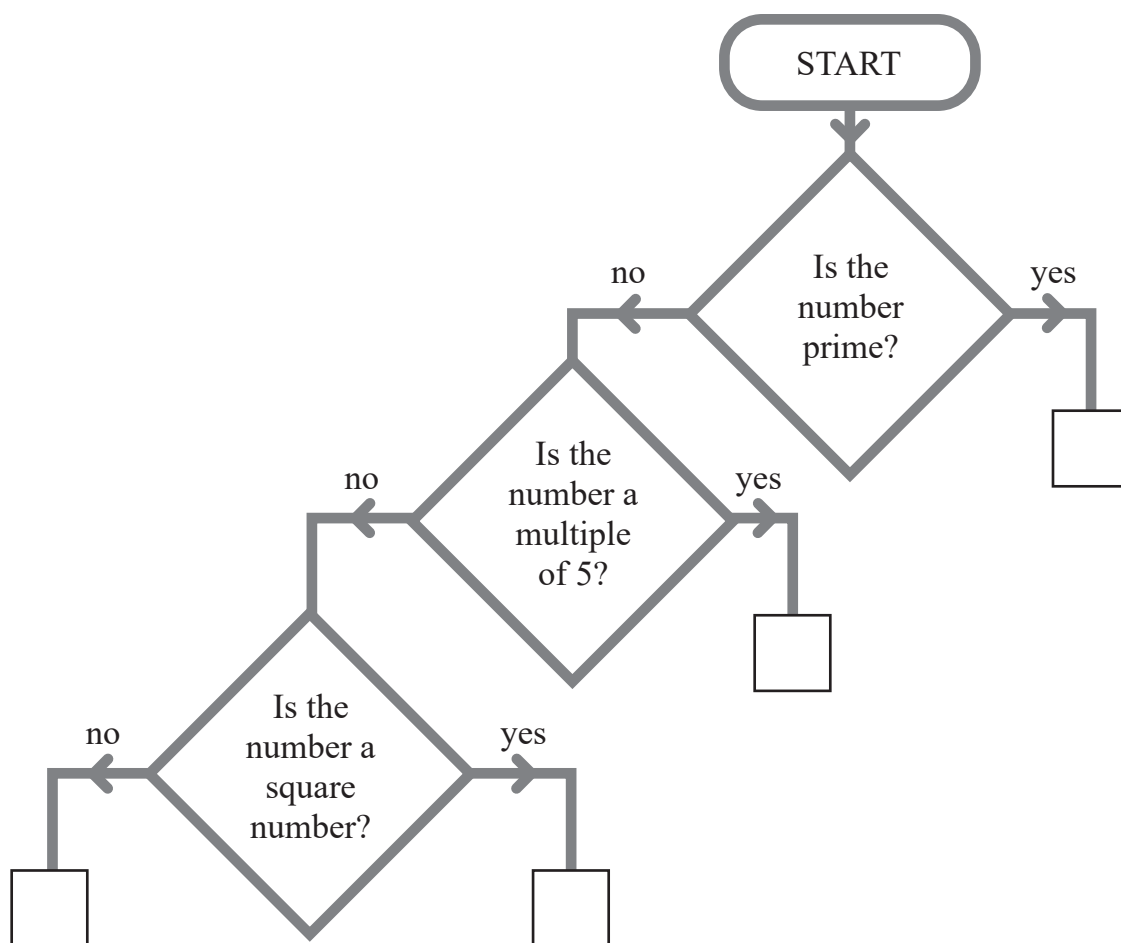 START
no
Is the
number
prime?
yes
no
Is the
number a
multiple
of 5?
yes
no
Is the
number a
square
number?
yes